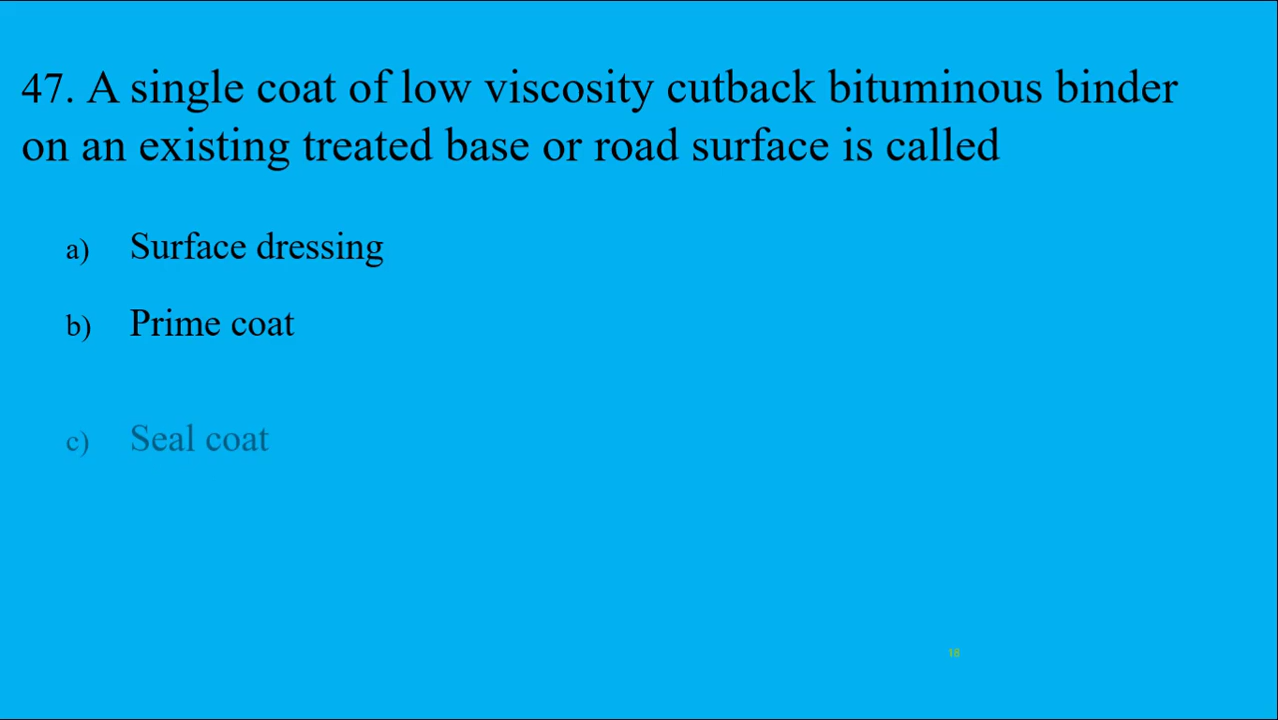 47. A single coat of low viscosity cutback bituminous binder
on an existing treated base or road surface is called
a) Surface dressing
b) Prime coat
c) Seal coat
18